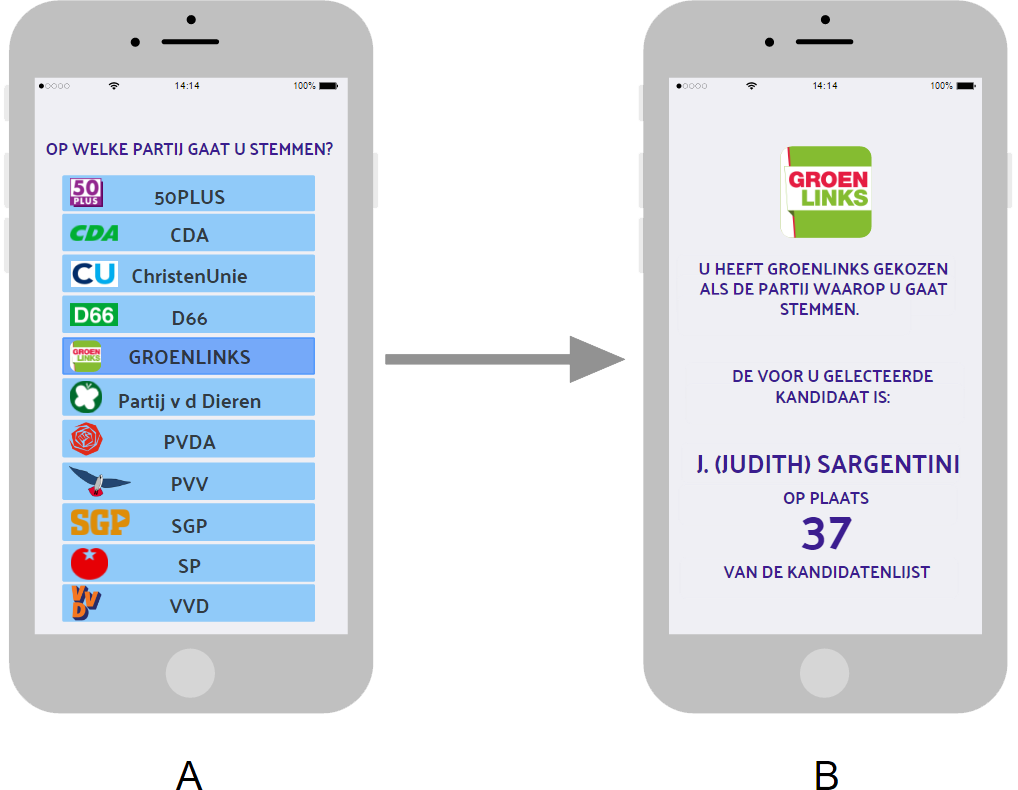 14:14
100%
OP WELKE PARTIJ GAAT U STEMMEN?
50 PLUS
50PLUS
CDA
CDA
CU
ChristenUnie
D66
D66
GROEN LINKS
GROENLINKS
Partij v d Dieren
PVDA
PVV
SGP
SGP
SP
VVD
VVD
A
14:14
100%
GROEN
LINKS
U HEEFT GROENLINKS GEKOZEN
ALS DE PARTIJ WAAROP U GAAT
STEMMEN.
DE VOOR U GELECTEERDE
KANDIDAAT IS:
J. (JUDITH) SARGENTINI
OP PLAATS
37
VAN DE KANDIDATENLIJST
B